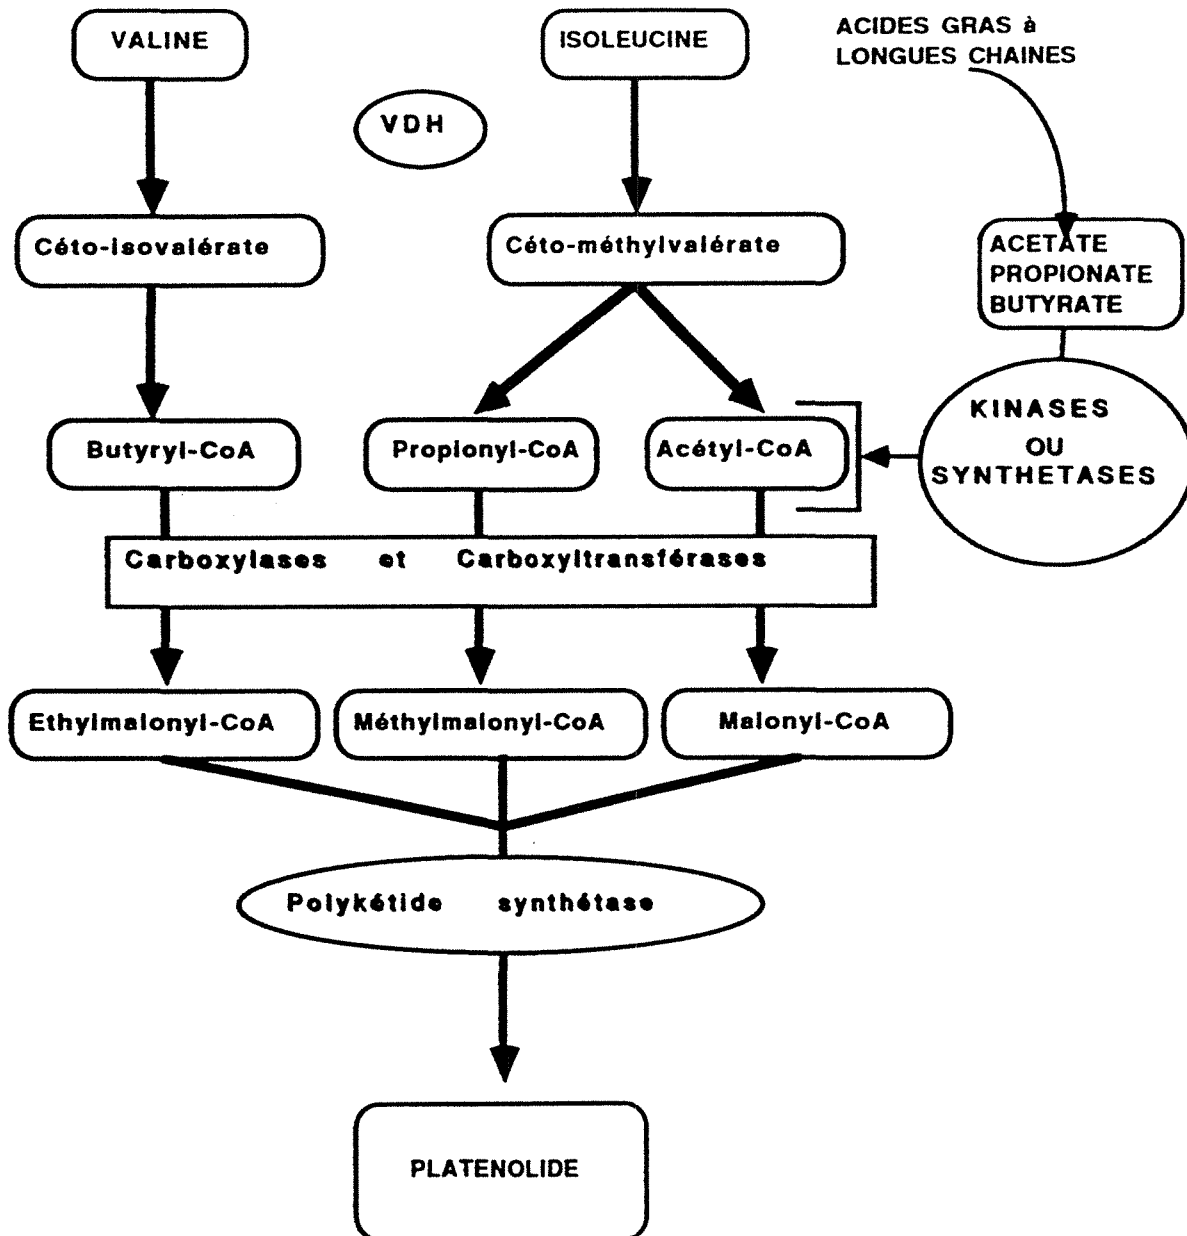 VALINE
ISOLEUCINE
ACIDES GRAS à
LONGUES CHAINES
VDH
Céto-isovalérate
Céto-méthylvalérate
ACETATE
PROPIONATE
BUTYRATE
Butyryl-CoA
Propionyl-CoA
Acétyl-CoA
KINASES
OU
SYNTHETASES
Carboxylases et Carboxyltransférases
Ethylmalonyl-CoA
Méthylmalonyl-CoA
Malonyl-CoA
Polykétide synthétase
PLATENOLIDE